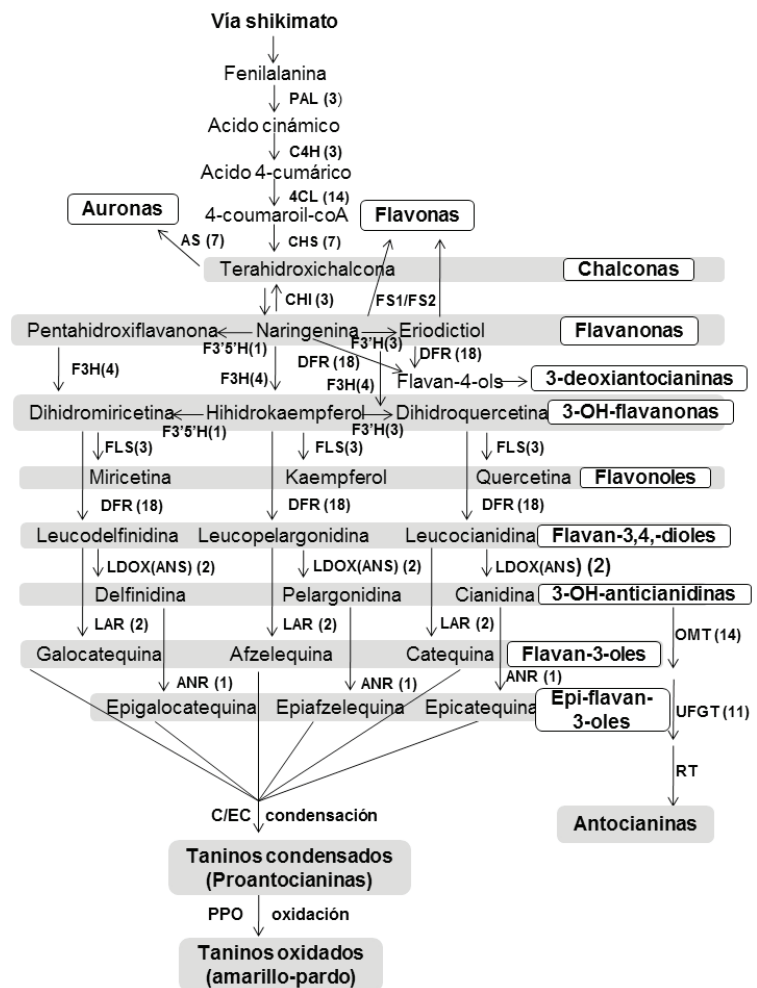 Vía shikimato
Fenilalanina
PAL (3)
Acido cinámico
C4H (3)
Acido 4-cumárico
4CL (14)
Auronas
4-coumaroil-coA
Flavonas
AS (7)
CHS (7)
Terahidroxichalcona
Chalconas
CHI (3)
FS1/FS2
Pentahidroxiflavanona
Naringenina
Eriodictiol
Flavanonas
F3'5'H(1)
F3'H(3)
DFR (18)
DFR (18)
F3H(4)
F3H(4)
F3H(4)
Flavan-4-ols
3-deoxiantocianinas
Dihidromiricetina
Hihidrokaempferol
Dihidroquercetina
3-OH-flavanonas
F3'5'H(1)
F3'H(3)
FLS(3)
FLS(3)
FLS(3)
Miricetina
Kaempferol
Quercetina
Flavonoles
DFR (18)
DFR (18)
DFR (18)
Leucodelfinidina
Leucopelargonidina
Leucocianidina
Flavan-3,4,-dioles
LDOX(ANS) (2)
LDOX(ANS) (2)
LDOX(ANS) (2)
Delfinidina
Pelargonidina
Cianidina
3-OH-anticianidinas
LAR (2)
LAR (2)
LAR (2)
OMT (14)
Galocatequina
Afzelequina
Catequina
Flavan-3-oles
ANR (1)
ANR (1)
ANR (1)
Epigalocatequina
Epiafzelequina
Epicatequina
Epi-flavan-
3-oles
UFGT (11)
RT
C/EC condensación
Antocianinas
Taninos condensados
(Proantocianinas)
PPO oxidación
Taninos oxidados
(amarillo-pardo)